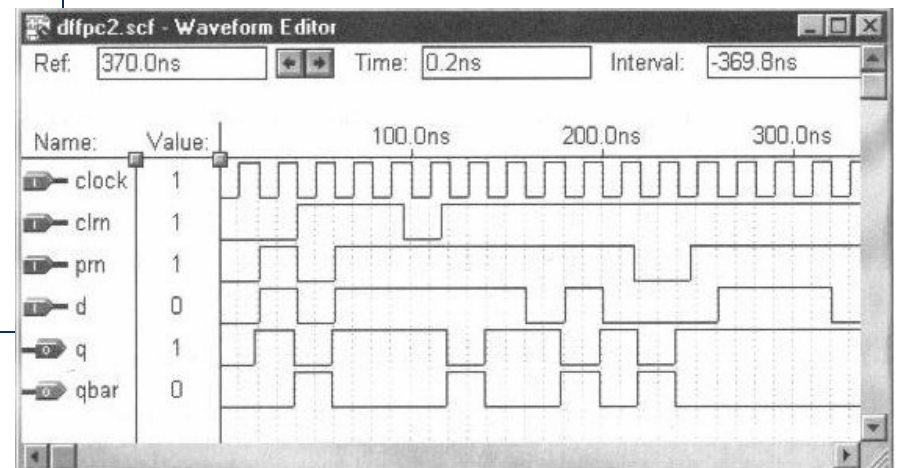 dffpc2.scf - Waveform Editor
Ref: 370.0ns Time: 0.2ns Interval: -369.8ns
Name: Value: 100.0ns 200.0ns 300.0ns
clock 1
clrn 1
prn 1
d 0
q 1
qbar 0